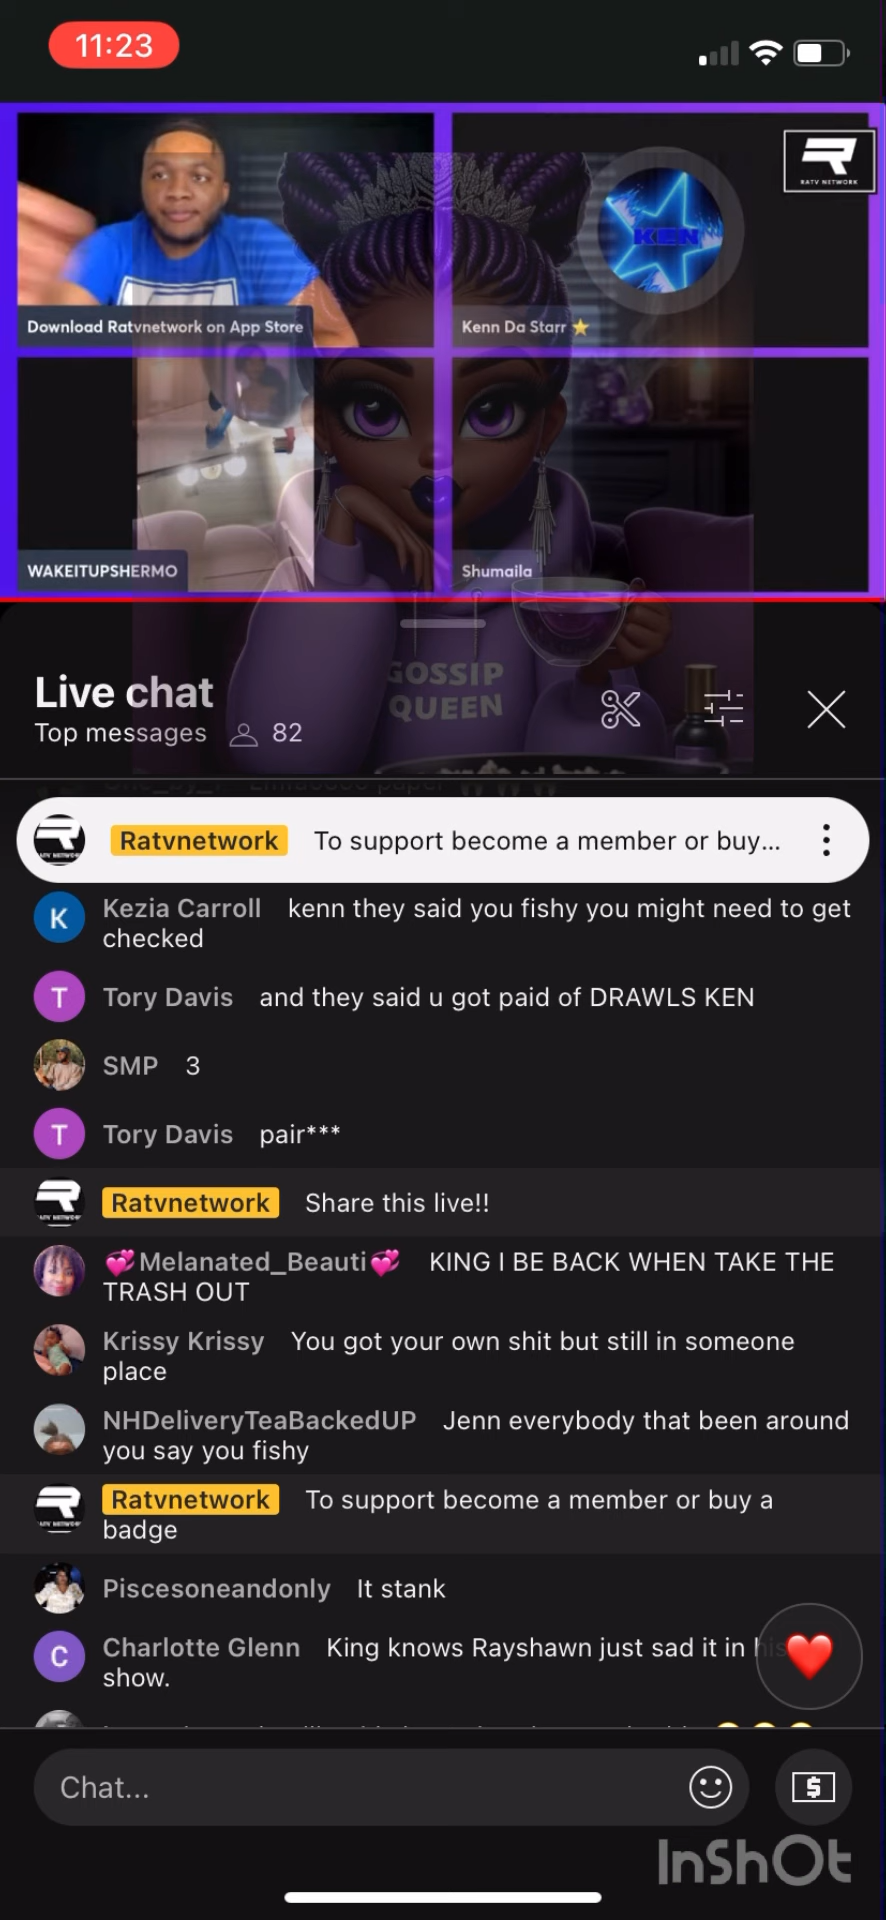 11:23
RATV NETWORK
KEN
Download Ratvnetwork on App Store
Kenn Da Starr ⭐
WAKEITUPSHERMO
Shumaila
GOSSIP
QUEEN
Live chat
Top messages 82
Ratvnetwork To support become a member or buy...
Kezia Carroll kenn they said you fishy you might need to get
checked
Tory Davis and they said u got paid of DRAWLS KEN
SMP 3
Tory Davis pair***
Ratvnetwork Share this live!!
💞Melanated_Beauti💞 KING I BE BACK WHEN TAKE THE
TRASH OUT
Krissy Krissy You got your own shit but still in someone
place
NHDeliveryTeaBackedUP Jenn everybody that been around
you say you fishy
Ratvnetwork To support become a member or buy a
badge
Piscesoneandonly It stank
Charlotte Glenn King knows Rayshawn just sad it in his
show.
Chat...
InShOt